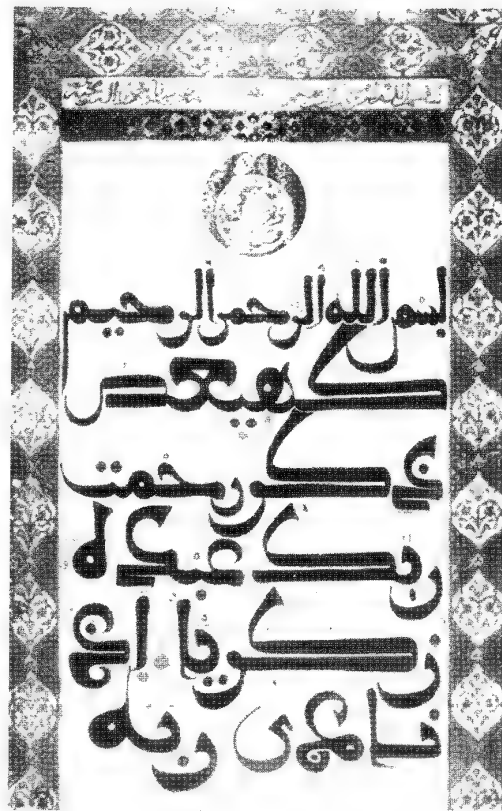 بسم الله الرحمن الرحيم
كهيعص
ذكر رحمت
ربك عبده
زكريا اذ
نادى ربه